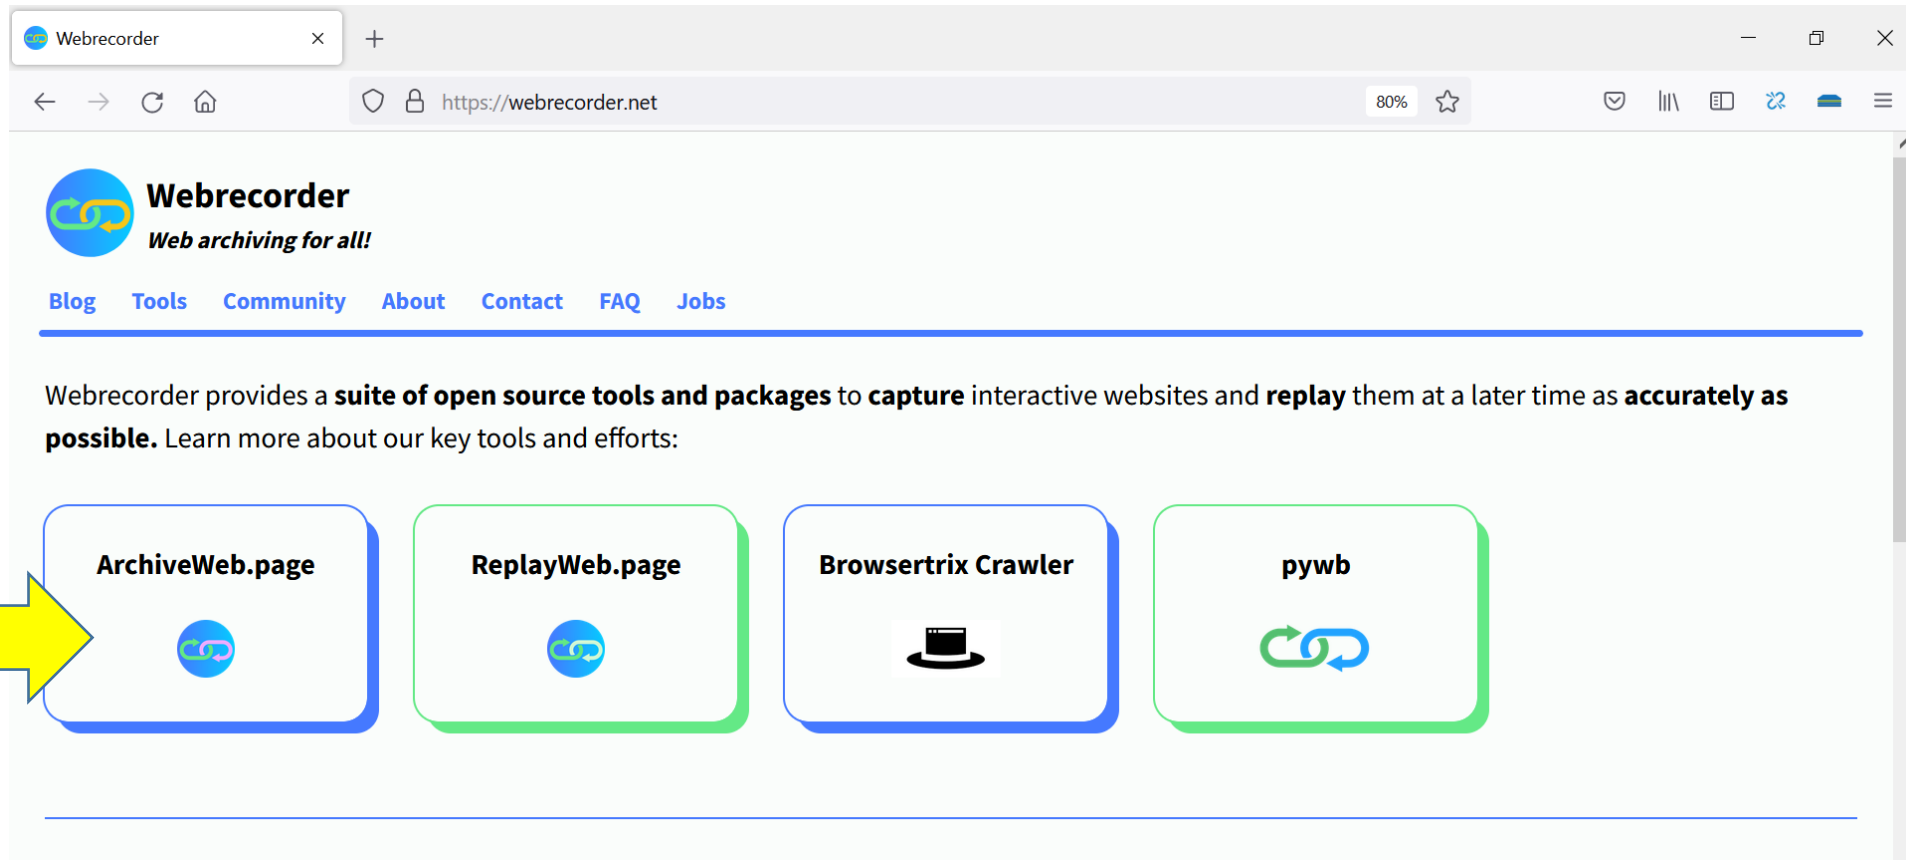 Webrecorder
https://webrecorder.net
80%
Webrecorder
Web archiving for all!
Blog Tools Community About Contact FAQ Jobs
Webrecorder provides a suite of open source tools and packages to capture interactive websites and replay them at a later time as accurately as
possible. Learn more about our key tools and efforts:
ArchiveWeb.page ReplayWeb.page Browsertrix Crawler pywb